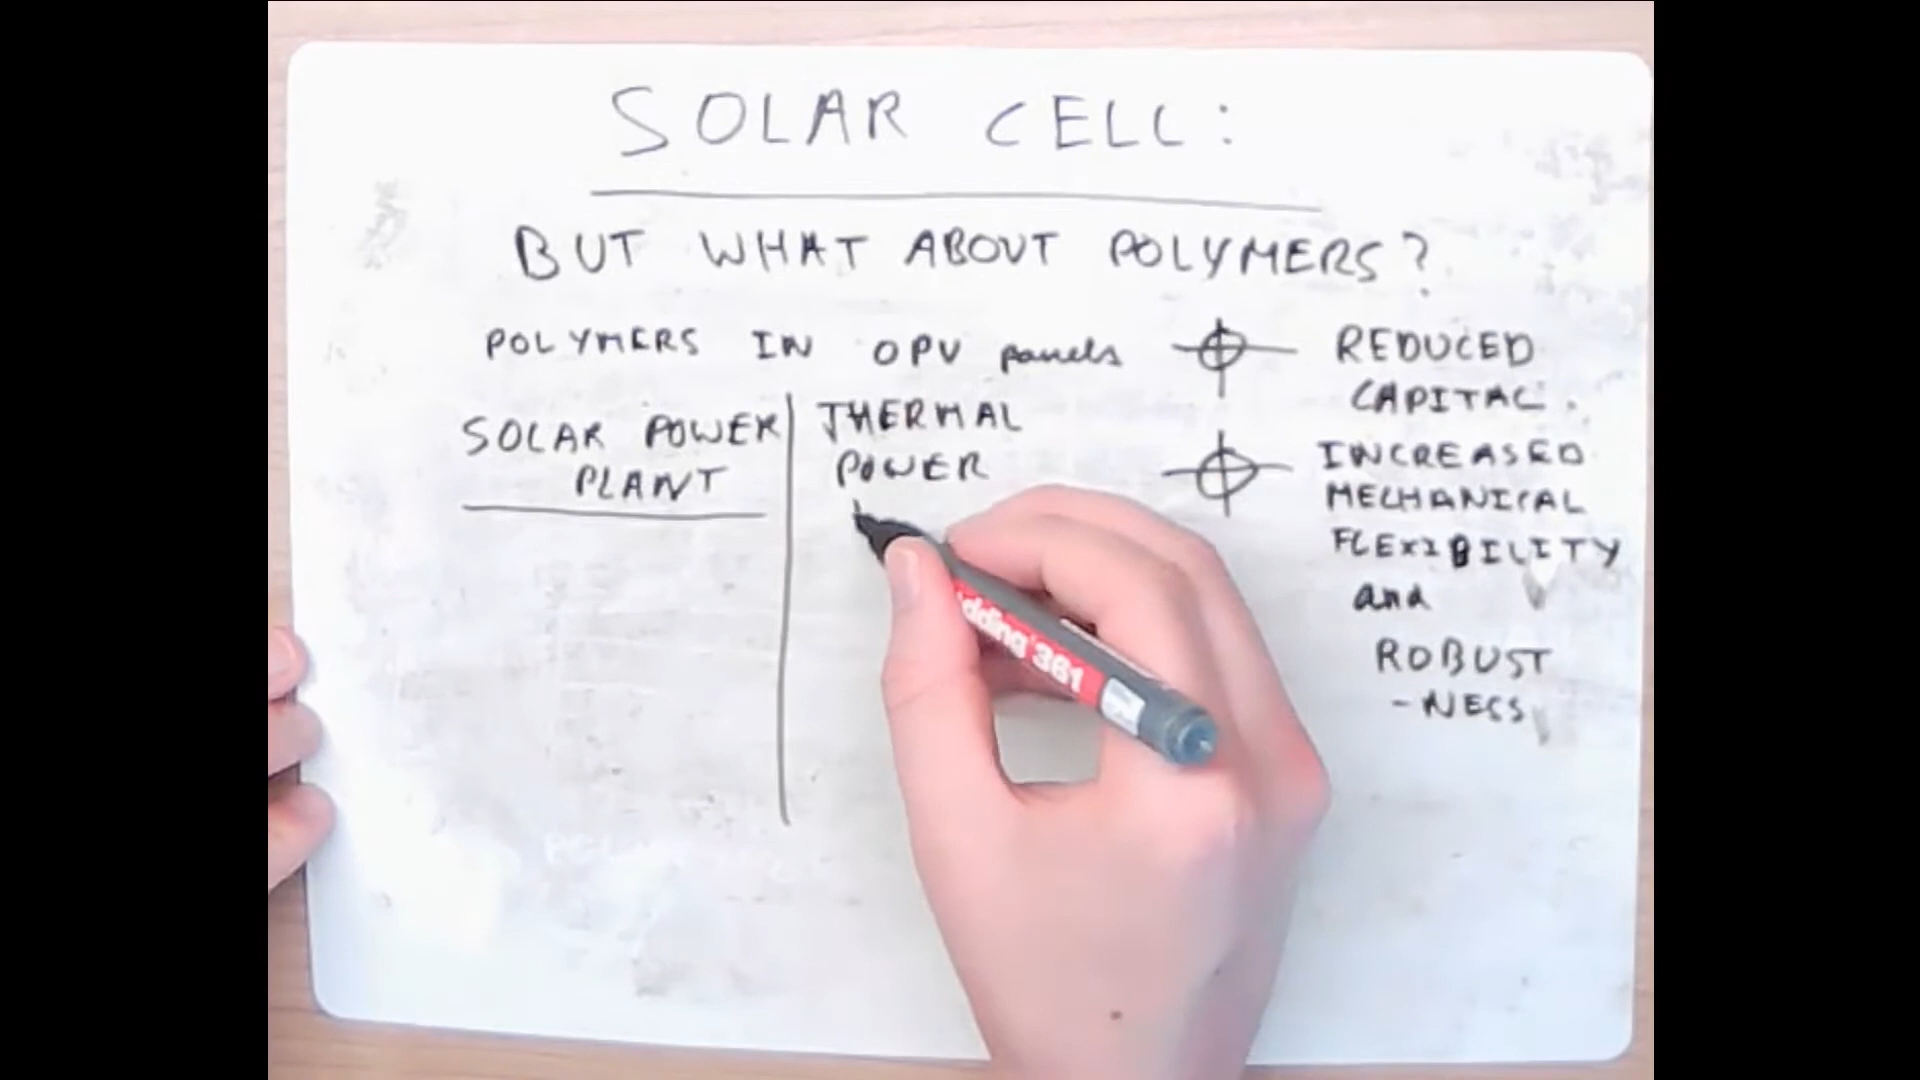 SOLAR CELL:
BUT WHAT ABOUT POLYMERS?
POLYMERS IN OPV panels
REDUCED
CAPITAL.
SOLAR POWER
PLANT
THERMAL
POWER
INCREASED
MECHANICAL
FLEXIBILITY
and
ROBUST
-NESS
dding 361